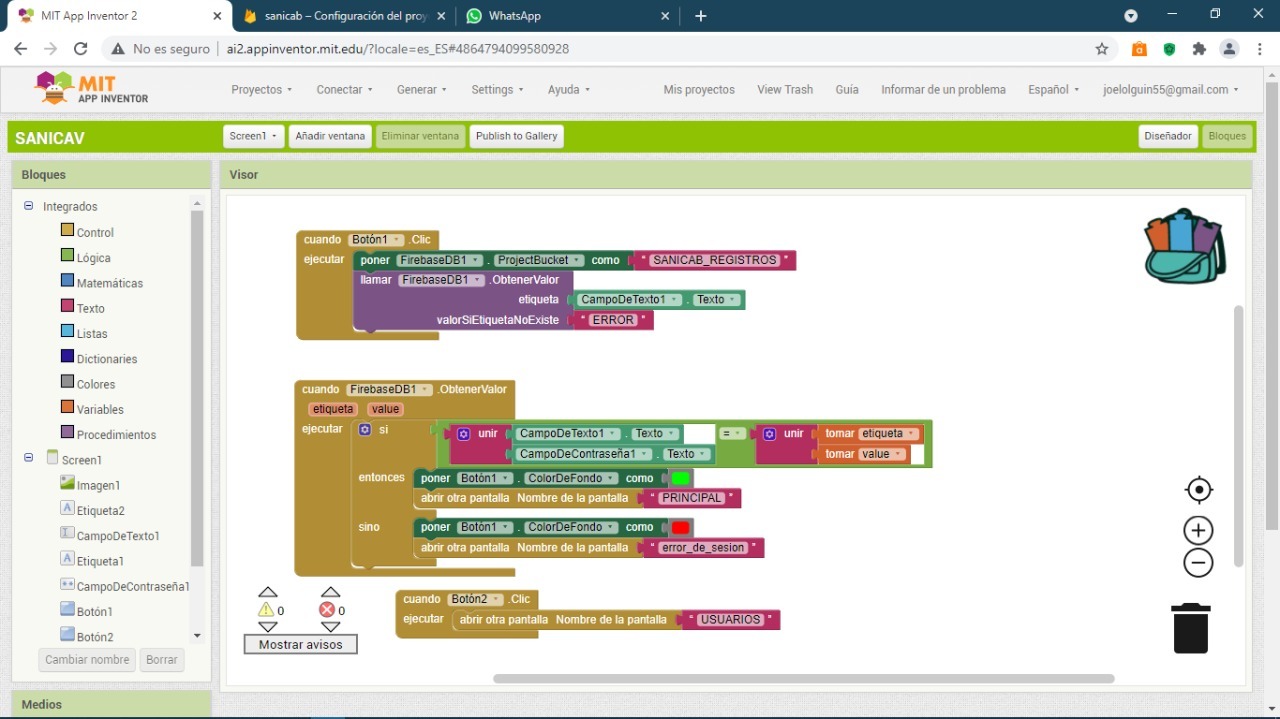 MIT App Inventor 2
sanicab – Configuración del proy
WhatsApp
No es seguro ai2.appinventor.mit.edu/?locale=es_ES#4864794099580928
MIT
APP INVENTOR
Proyectos Conectar Generar Settings Ayuda Mis proyectos View Trash Guía Informar de un problema Español joelolguin55@gmail.com
SANICAV Screen1 Añadir ventana Eliminar ventana Publish to Gallery Diseñador Bloques
Bloques
Integrados
Control
Lógica
Matemáticas
Texto
Listas
Dictionaries
Colores
Variables
Procedimientos
Screen1
Imagen1
Etiqueta2
CampoDeTexto1
Etiqueta1
CampoDeContraseña1
Botón1
Botón2
Cambiar nombre Borrar
Medios
Visor
cuando Botón1 .Clic
ejecutar poner FirebaseDB1 . ProjectBucket como " SANICAB_REGISTROS "
llamar FirebaseDB1 .ObtenerValor
etiqueta CampoDeTexto1 . Texto
valorSiEtiquetaNoExiste " ERROR "
cuando FirebaseDB1 .ObtenerValor
etiqueta value
ejecutar si unir CampoDeTexto1 . Texto = unir tomar etiqueta
CampoDeContraseña1 . Texto tomar value
entonces poner Botón1 . ColorDeFondo como
abrir otra pantalla Nombre de la pantalla " PRINCIPAL "
sino poner Botón1 . ColorDeFondo como
abrir otra pantalla Nombre de la pantalla " error_de_sesion "
cuando Botón2 .Clic
ejecutar abrir otra pantalla Nombre de la pantalla " USUARIOS "
0 0
Mostrar avisos